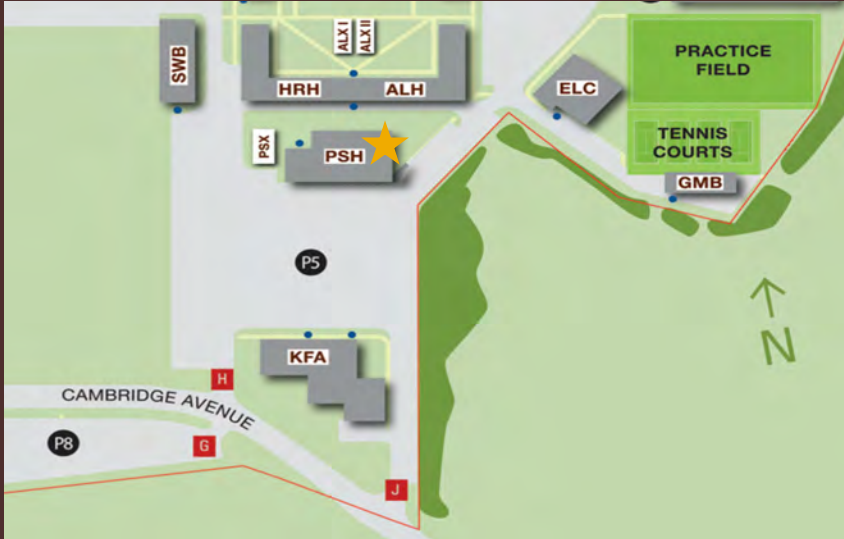 ALX I
ALX II
SWB
HRH
ALH
ELC
PRACTICE
FIELD
PSX
PSH
TENNIS
COURTS
GMB
P5
N
KFA
H
CAMBRIDGE AVENUE
P8
G
J